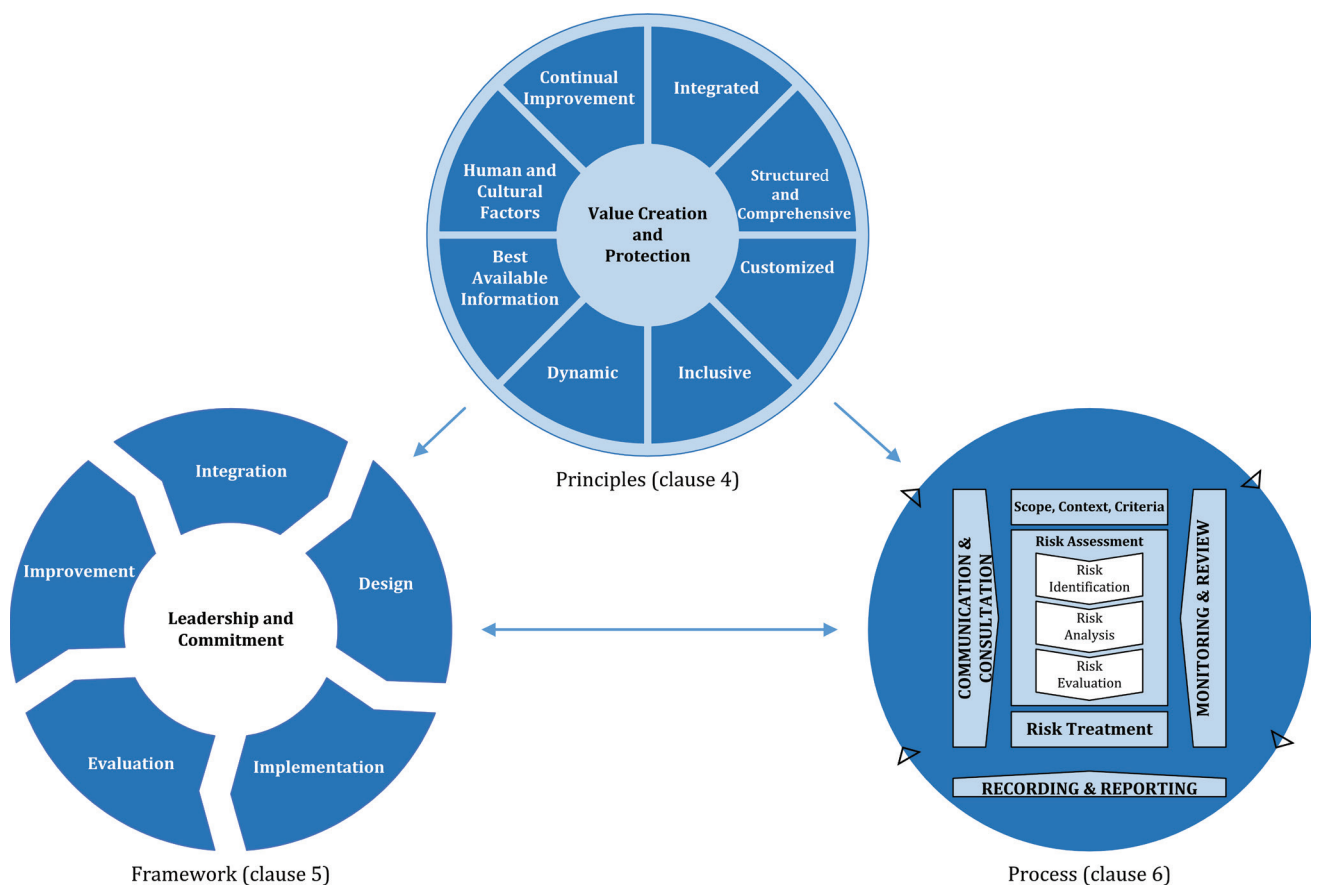 Continual
Improvement
Integrated
Structured
and
Comprehensive
Customized
Inclusive
Dynamic
Best
Available
Information
Human and
Cultural
Factors
Value Creation
and
Protection
Principles (clause 4)
Integration
Design
Implementation
Evaluation
Improvement
Leadership and
Commitment
Framework (clause 5)
Scope, Context, Criteria
Risk Assessment
Risk
Identification
Risk
Analysis
Risk
Evaluation
Risk Treatment
COMMUNICATION &
CONSULTATION
MONITORING & REVIEW
RECORDING & REPORTING
Process (clause 6)